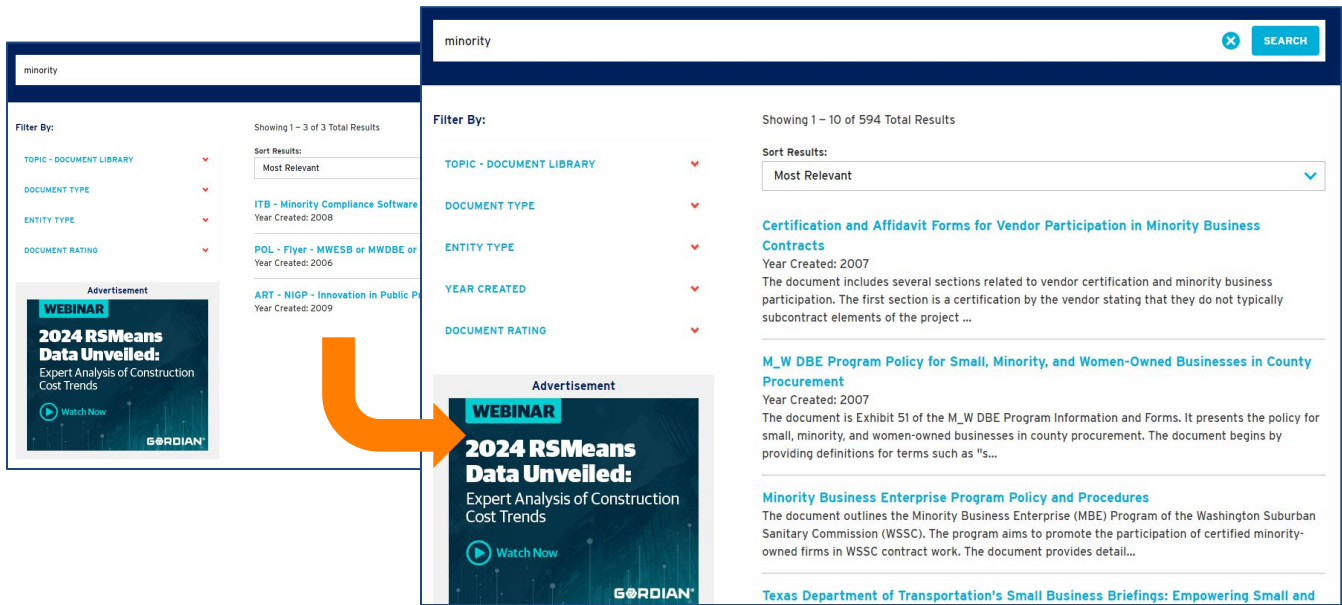 minority
Filter By:
TOPIC - DOCUMENT LIBRARY
DOCUMENT TYPE
ENTITY TYPE
DOCUMENT RATING
Advertisement
WEBINAR
2024 RSMeans
Data Unveiled:
Expert Analysis of Construction
Cost Trends
Watch Now
GORDIAN
Showing 1 – 3 of 3 Total Results
Sort Results:
Most Relevant
ITB - Minority Compliance Software
Year Created: 2008
POL - Flyer - MWESB or MWDBE or
Year Created: 2006
ART - NIGP - Innovation in Public
Year Created: 2009
minority
SEARCH
Filter By:
TOPIC - DOCUMENT LIBRARY
DOCUMENT TYPE
ENTITY TYPE
YEAR CREATED
DOCUMENT RATING
Advertisement
WEBINAR
2024 RSMeans
Data Unveiled:
Expert Analysis of Construction
Cost Trends
Watch Now
GORDIAN
Showing 1 – 10 of 594 Total Results
Sort Results:
Most Relevant
Certification and Affidavit Forms for Vendor Participation in Minority Business
Contracts
Year Created: 2007
The document includes several sections related to vendor certification and minority business
participation. The first section is a certification by the vendor stating that they do not typically
subcontract elements of the project ...
M_W DBE Program Policy for Small, Minority, and Women-Owned Businesses in County
Procurement
Year Created: 2007
The document is Exhibit 51 of the M_W DBE Program Information and Forms. It presents the policy for
small, minority, and women-owned businesses in county procurement. The document begins by
providing definitions for terms such as "s...
Minority Business Enterprise Program Policy and Procedures
The document outlines the Minority Business Enterprise (MBE) Program of the Washington Suburban
Sanitary Commission (WSSC). The program aims to promote the participation of certified minority-
owned firms in WSSC contract work. The document provides detail...
Texas Department of Transportation's Small Business Briefings: Empowering Small and